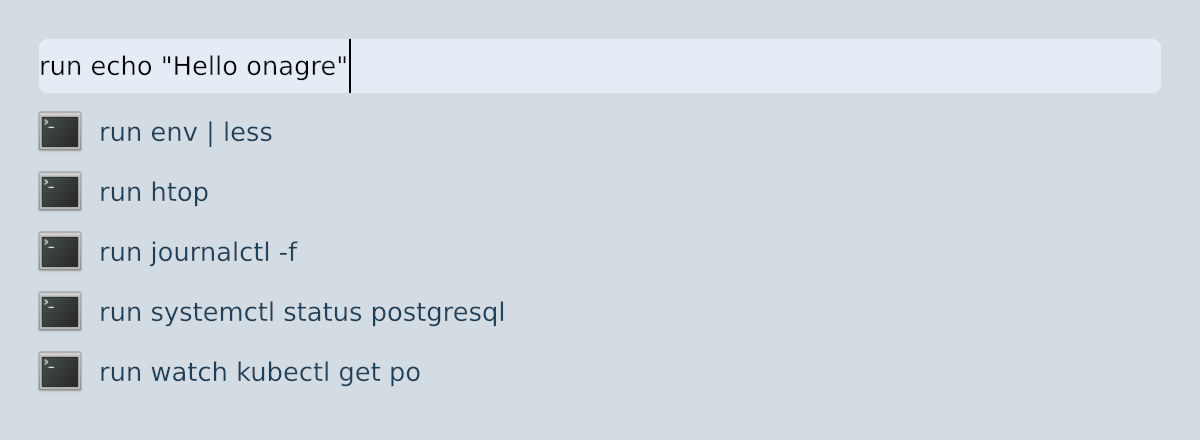 run echo "Hello onagre"
run env | less
run htop
run journalctl -f
run systemctl status postgresql
run watch kubectl get po